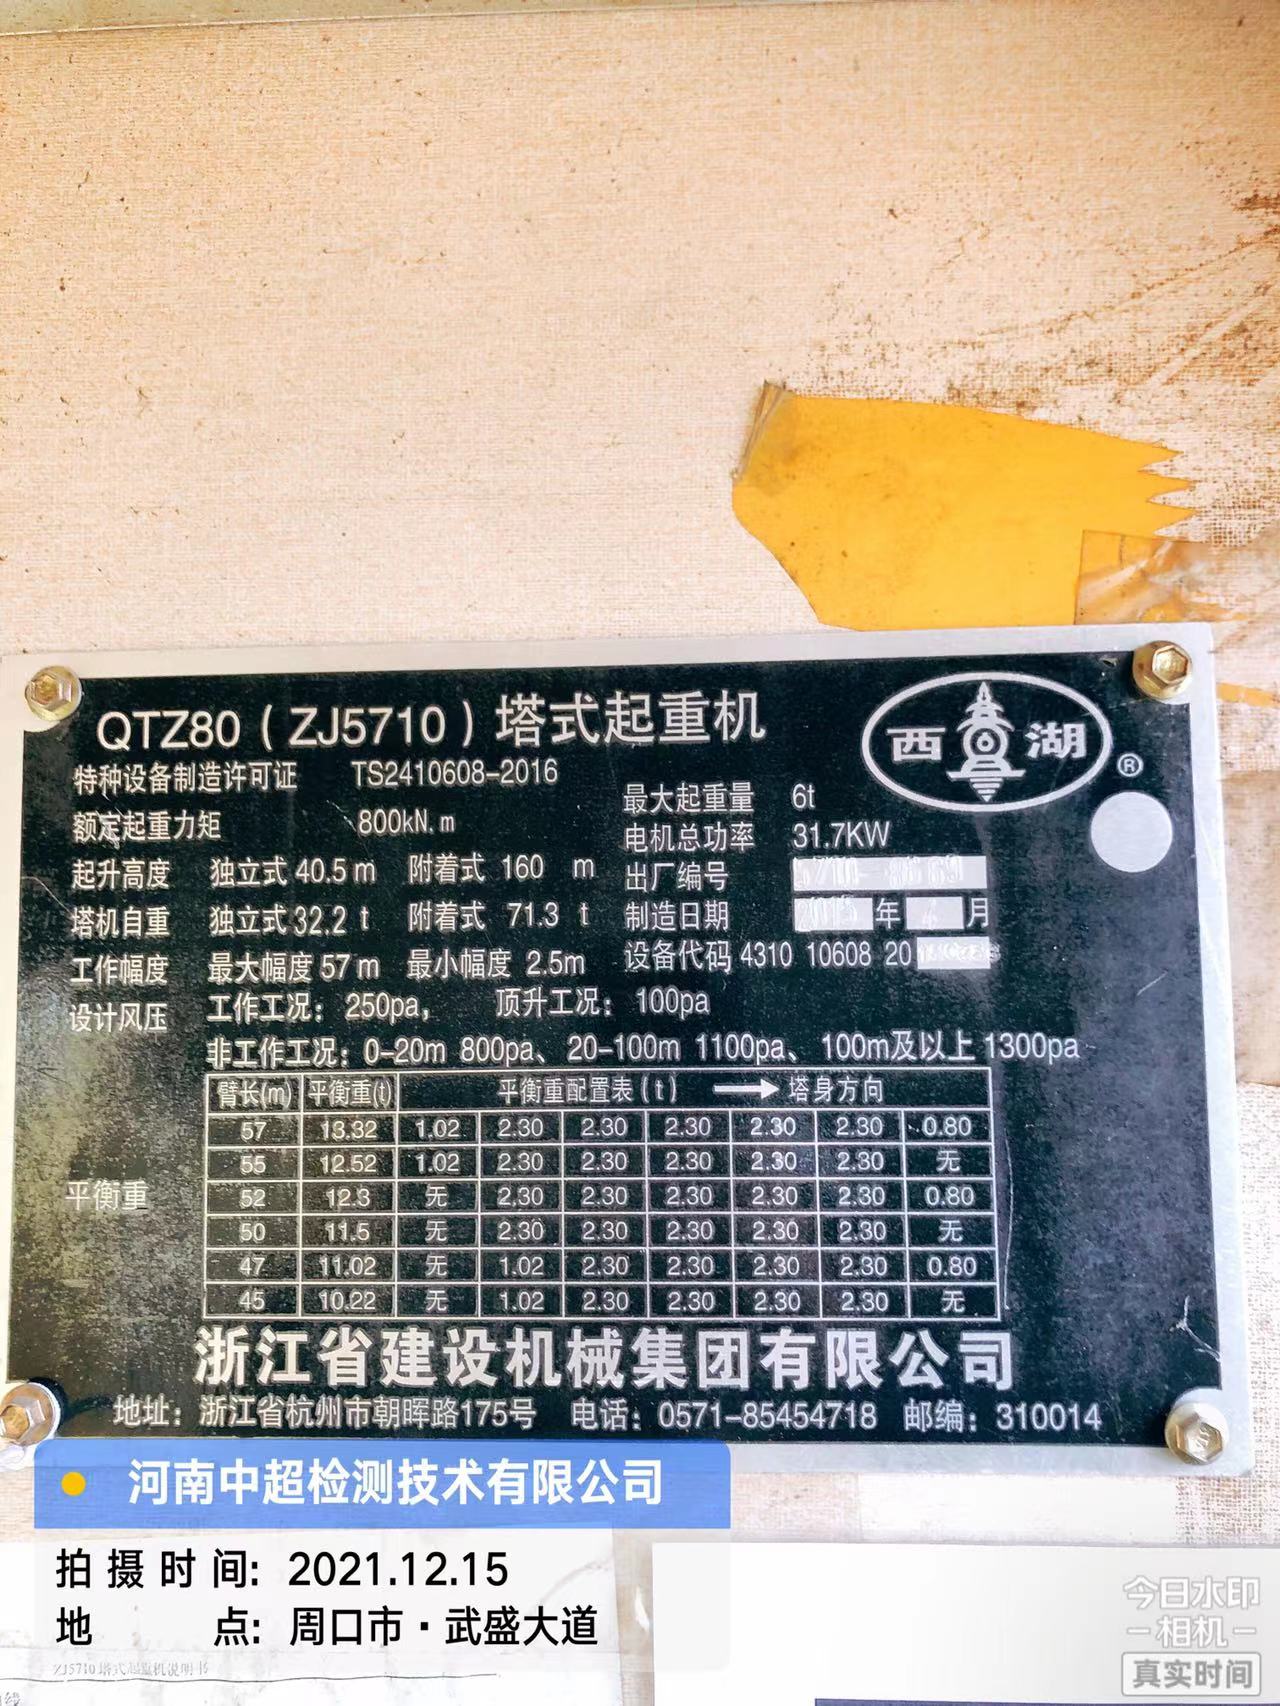 QTZ80（ZJ5710）塔式起重机
西湖®
特种设备制造许可证 TS2410608-2016
最大起重量 6t
额定起重力矩 800kN.m
电机总功率 31.7KW
起升高度 独立式 40.5 m 附着式 160 m
出厂编号
塔机自重 独立式 32.2 t 附着式 71.3 t
制造日期 年 月
工作幅度 最大幅度 57 m 最小幅度 2.5m
设备代码 4310 10608 20
设计风压 工作工况：250pa， 顶升工况：100pa
非工作工况：0-20m 800pa、20-100m 1100pa、100m及以上 1300pa
臂长(m) 平衡重(t) 平衡重配置表（t） 塔身方向
57 13.32 1.02 2.30 2.30 2.30 2.30 2.30 0.80
55 12.52 1.02 2.30 2.30 2.30 2.30 2.30 无
平衡重
52 12.3 无 2.30 2.30 2.30 2.30 2.30 0.80
50 11.5 无 2.30 2.30 2.30 2.30 2.30 无
47 11.02 无 1.02 2.30 2.30 2.30 2.30 0.80
45 10.22 无 1.02 2.30 2.30 2.30 2.30 无
浙江省建设机械集团有限公司
地址：浙江省杭州市朝晖路175号 电话：0571-85454718 邮编：310014
河南中超检测技术有限公司
拍摄时间: 2021.12.15
地点: 周口市·武盛大道
ZJ5710 塔式起重机说明书
今日水印
相机
真实时间